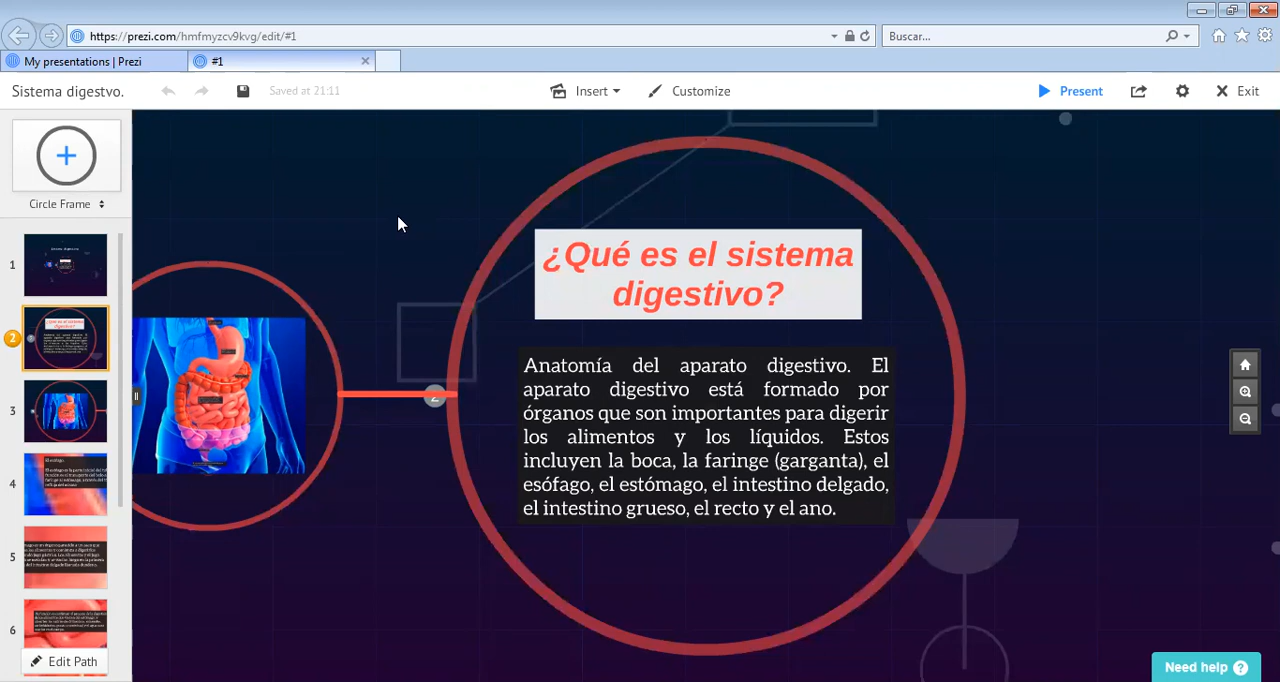 https://prezi.com/hmfmyzcv9kvg/edit/#1
Buscar...
My presentations | Prezi
#1
Sistema digestvo.
Saved at 21:11
Insert
Customize
Present
Exit
Circle Frame
1
2
3
4
5
6
Edit Path
2
¿Qué es el sistema
digestivo?
Anatomía del aparato digestivo. El
aparato digestivo está formado por
órganos que son importantes para digerir
los alimentos y los líquidos. Estos
incluyen la boca, la faringe (garganta), el
esófago, el estómago, el intestino delgado,
el intestino grueso, el recto y el ano.
Need help ?